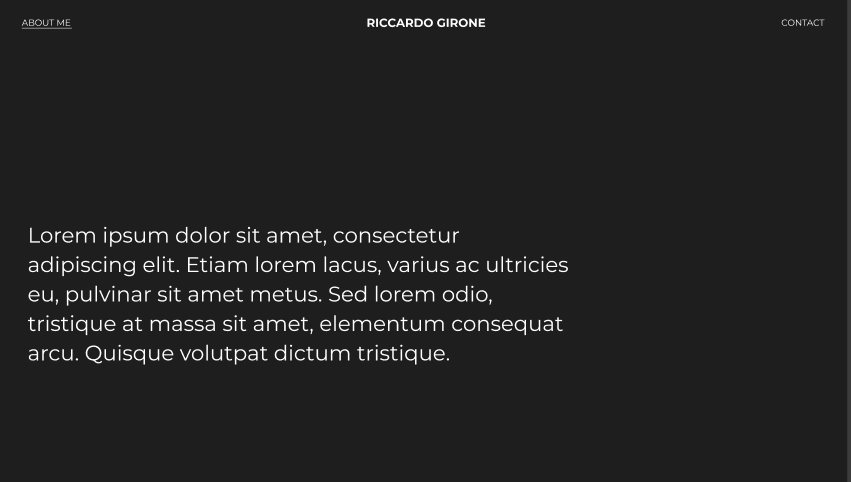 ABOUT ME
RICCARDO GIRONE
CONTACT
Lorem ipsum dolor sit amet, consectetur
adipiscing elit. Etiam lorem lacus, varius ac ultricies
eu, pulvinar sit amet metus. Sed lorem odio,
tristique at massa sit amet, elementum consequat
arcu. Quisque volutpat dictum tristique.